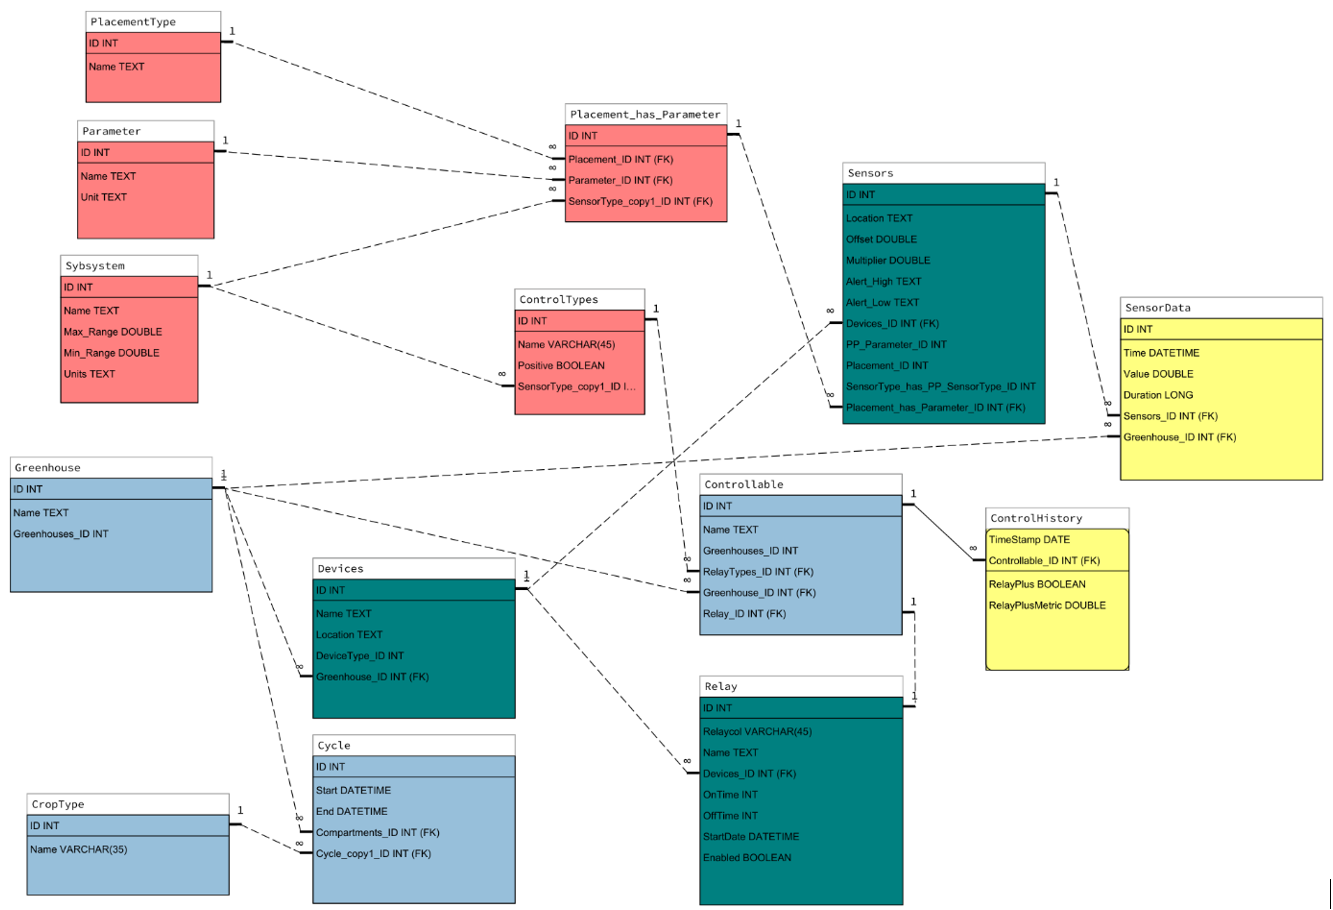 PlacementType
1
ID INT
Name TEXT
Parameter
1
ID INT
Name TEXT
Unit TEXT
Placement_has_Parameter
1
ID INT
∞
Placement_ID INT (FK)
∞
Parameter_ID INT (FK)
∞
SensorType_copy1_ID INT (FK)
Sybsystem
1
ID INT
Name TEXT
Max_Range DOUBLE
Min_Range DOUBLE
Units TEXT
ControlTypes
1
ID INT
Name VARCHAR(45)
Positive BOOLEAN
∞
SensorType_copy1_ID I...
Sensors
1
ID INT
Location TEXT
Offset DOUBLE
Multiplier DOUBLE
Alert_High TEXT
Alert_Low TEXT
∞
Devices_ID INT (FK)
PP_Parameter_ID INT
Placement_ID INT
SensorType_has_PP_SensorType_ID INT
∞
Placement_has_Parameter_ID INT (FK)
SensorData
ID INT
Time DATETIME
Value DOUBLE
Duration LONG
∞
Sensors_ID INT (FK)
∞
Greenhouse_ID INT (FK)
Greenhouse
1
ID INT
Name TEXT
Greenhouses_ID INT
Controllable
1
ID INT
Name TEXT
Greenhouses_ID INT
∞
RelayTypes_ID INT (FK)
∞
Greenhouse_ID INT (FK)
1
Relay_ID INT (FK)
ControlHistory
TimeStamp DATE
∞
Controllable_ID INT (FK)
RelayPlus BOOLEAN
RelayPlusMetric DOUBLE
Devices
1
ID INT
Name TEXT
Location TEXT
DeviceType_ID INT
∞
Greenhouse_ID INT (FK)
Relay
1
ID INT
Relaycol VARCHAR(45)
Name TEXT
∞
Devices_ID INT (FK)
OnTime INT
OffTime INT
StartDate DATETIME
Enabled BOOLEAN
Cycle
ID INT
Start DATETIME
End DATETIME
∞
Compartments_ID INT (FK)
∞
Cycle_copy1_ID INT (FK)
CropType
1
ID INT
Name VARCHAR(35)